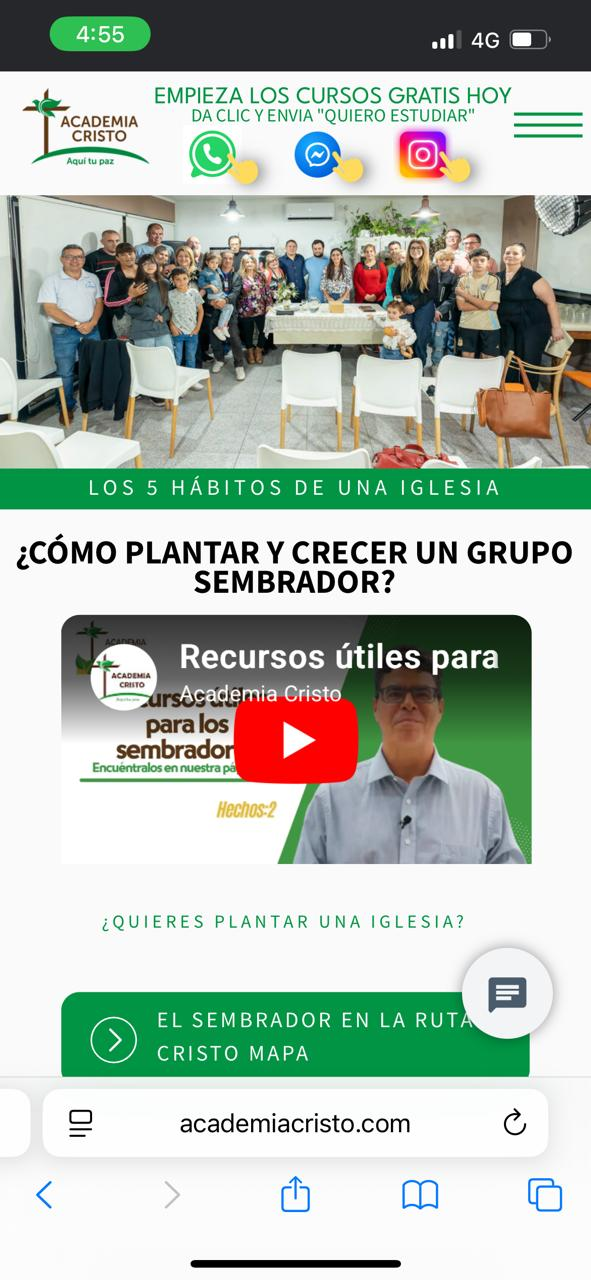 4:55
4G
ACADEMIA
CRISTO
Aquí tu paz
EMPIEZA LOS CURSOS GRATIS HOY
DA CLIC Y ENVIA "QUIERO ESTUDIAR"
LOS 5 HÁBITOS DE UNA IGLESIA
¿CÓMO PLANTAR Y CRECER UN GRUPO
SEMBRADOR?
ACADEMIA
ACADEMIA
CRISTO
Recursos útiles para
Academia Cristo
para los
Encuéntralos en nuestra
Hechos:2
¿QUIERES PLANTAR UNA IGLESIA?
EL SEMBRADOR EN LA RUTA
CRISTO MAPA
academiacristo.com